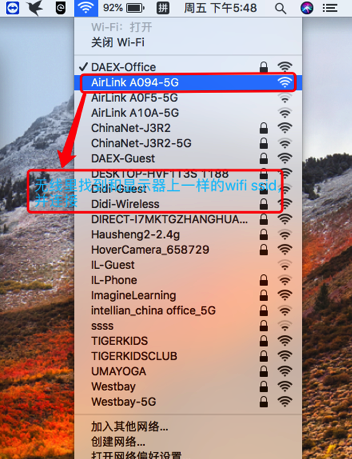 92% 拼 周五 下午5:48
Wi-Fi：打开
关闭 Wi-Fi
✓ DAEX-Office
AirLink A094-5G
AirLink A0F5-5G
AirLink A10A-5G
ChinaNet-J3R2
ChinaNet-J3R2-5G
DAEX-Guest
DESKTOP-HVFT13S 1188
无线是找到和显示器上一样的wifi ssid，
Didi-Guest
并连接
Didi-Wireless
DIRECT-I7MKTGZHANGHUA...
Hausheng2-2.4g
HoverCamera_658729
IL-Guest
IL-Phone
ImagineLearning
intellian_china office_5G
ssss
TIGERKIDS
TIGERKIDSCLUB
UMAYOGA
Westbay
Westbay-5G
加入其他网络...
创建网络...
打开网络偏好设置...